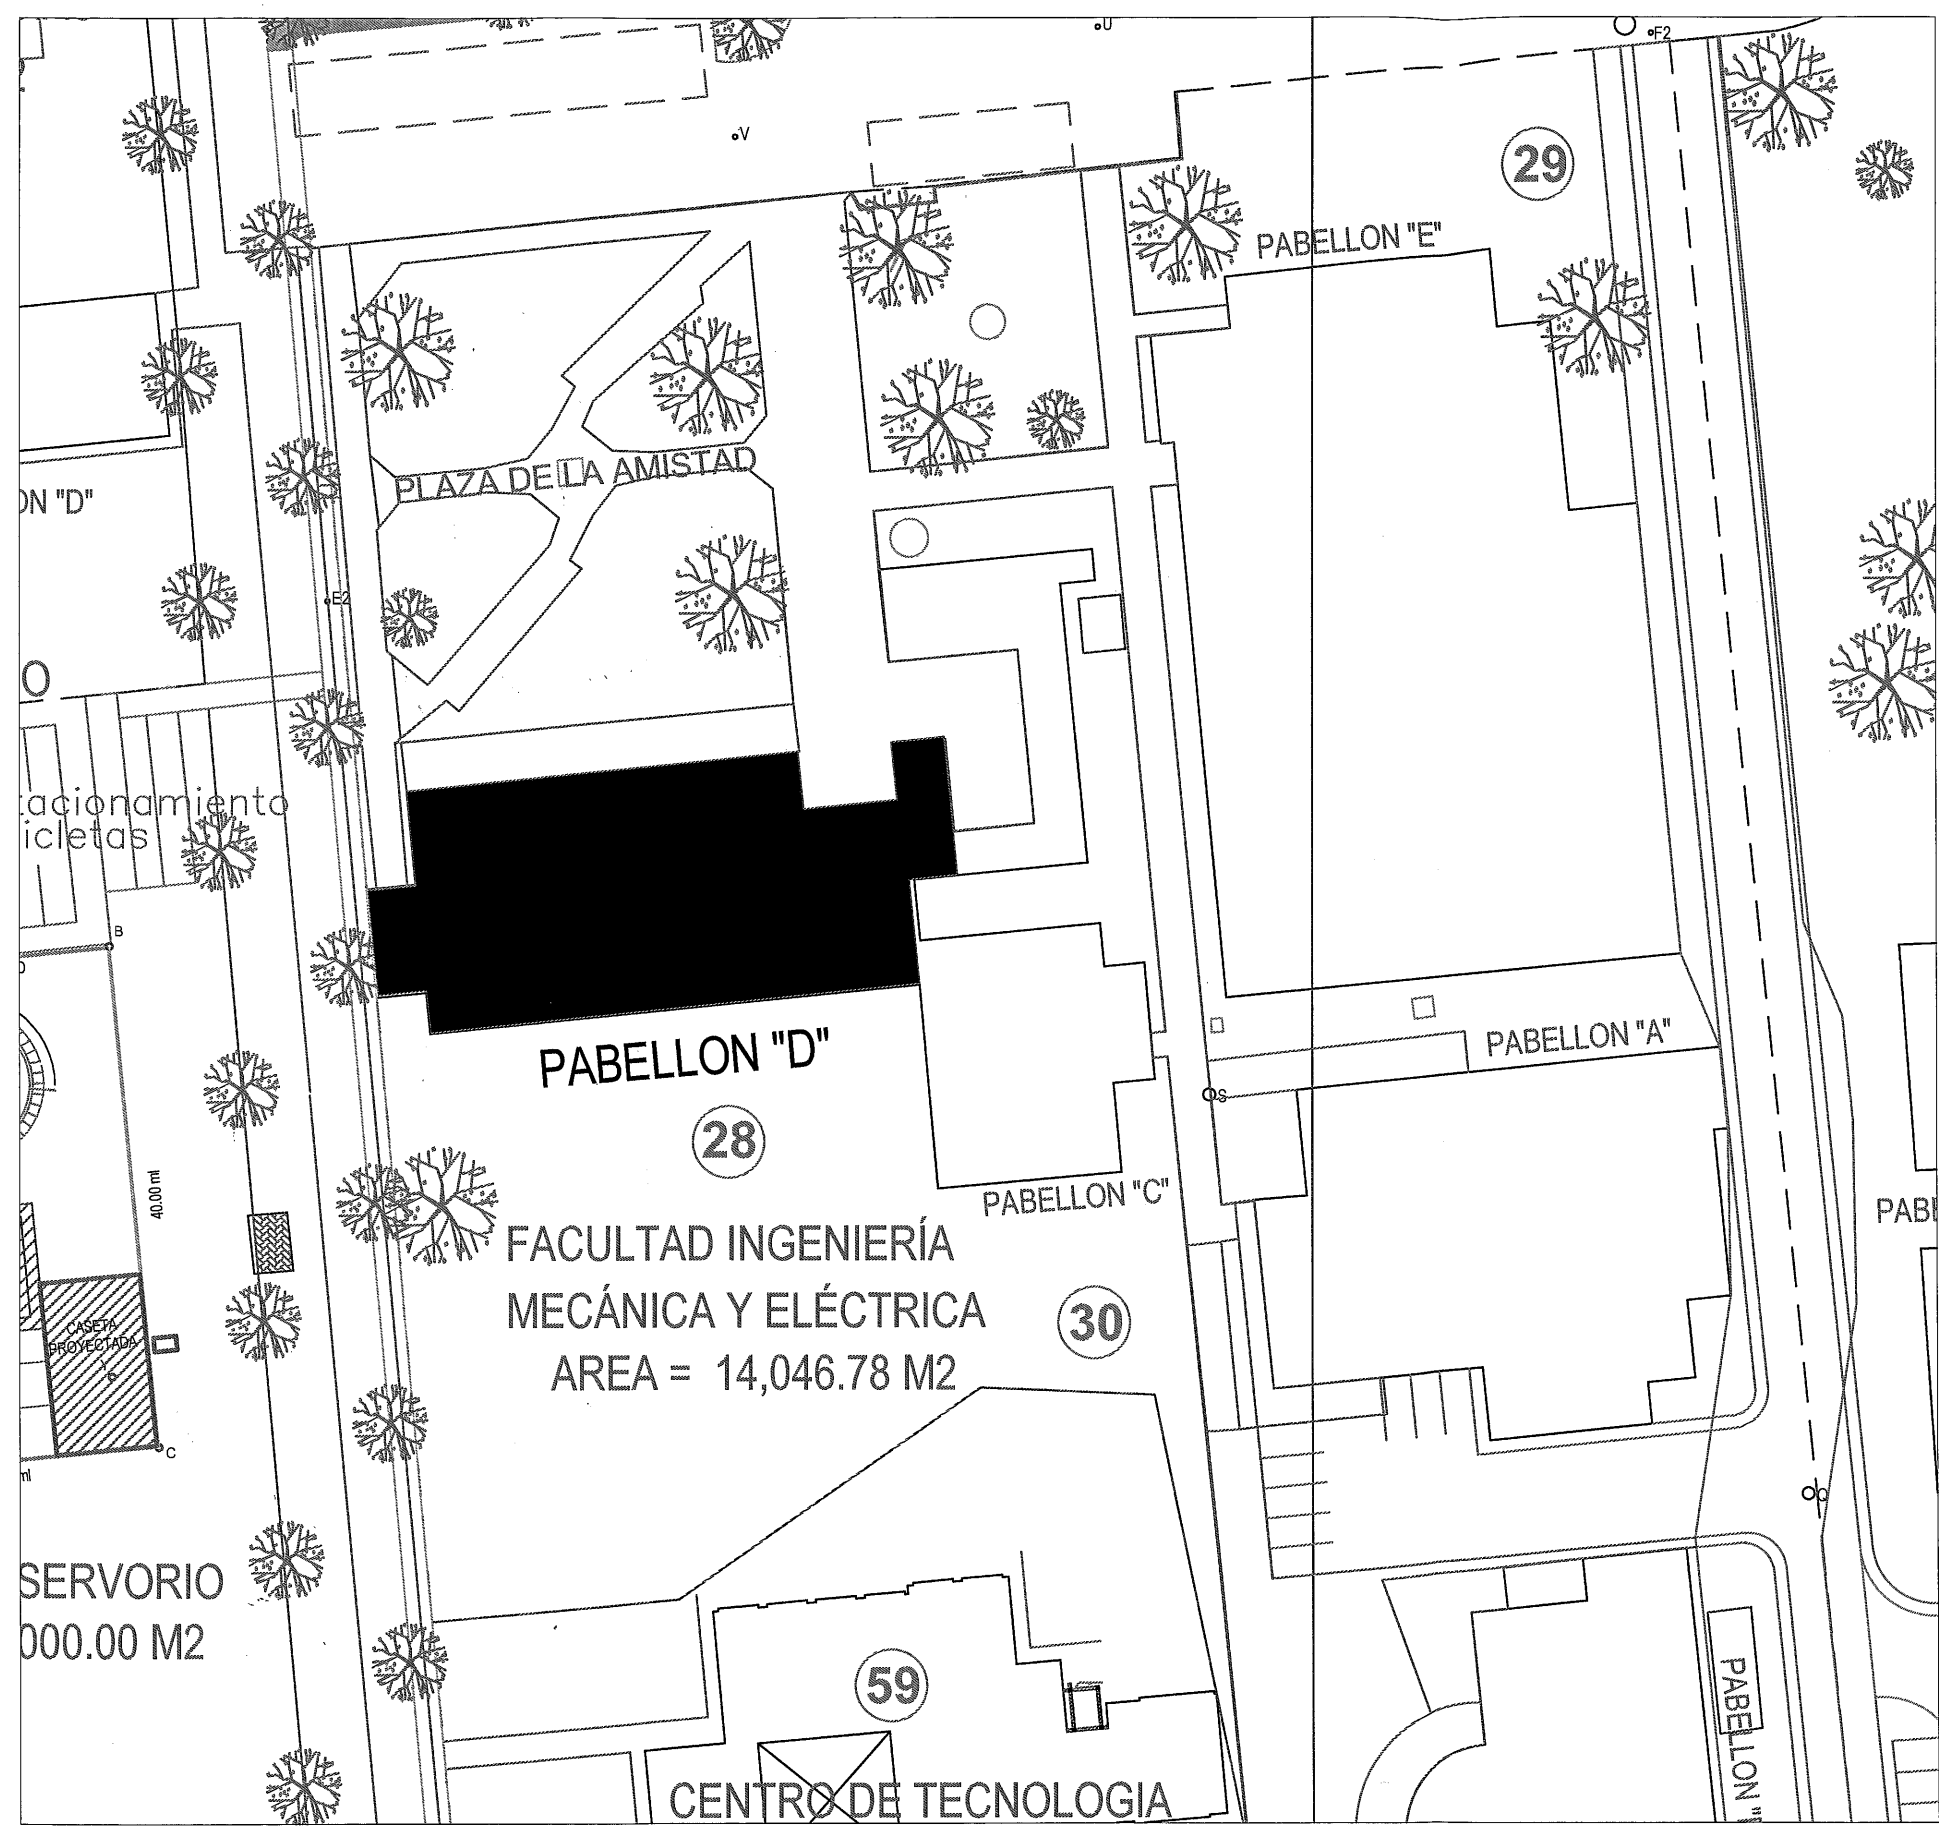 U
F2
V
29
PABELLON "E"
PLAZA DE LA AMISTAD
ON "D"
E2
O
tacionamiento
icletas
B
PABELLON "D"
28
PABELLON "A"
S
40.00 ml
PABELLON "C"
PABE
FACULTAD INGENIERÍA
MECÁNICA Y ELÉCTRICA
AREA = 14,046.78 M2
30
CASETA
PROYECTADA
C
ml
Q
SERVORIO
000.00 M2
59
PABELLON "
CENTRO DE TECNOLOGIA